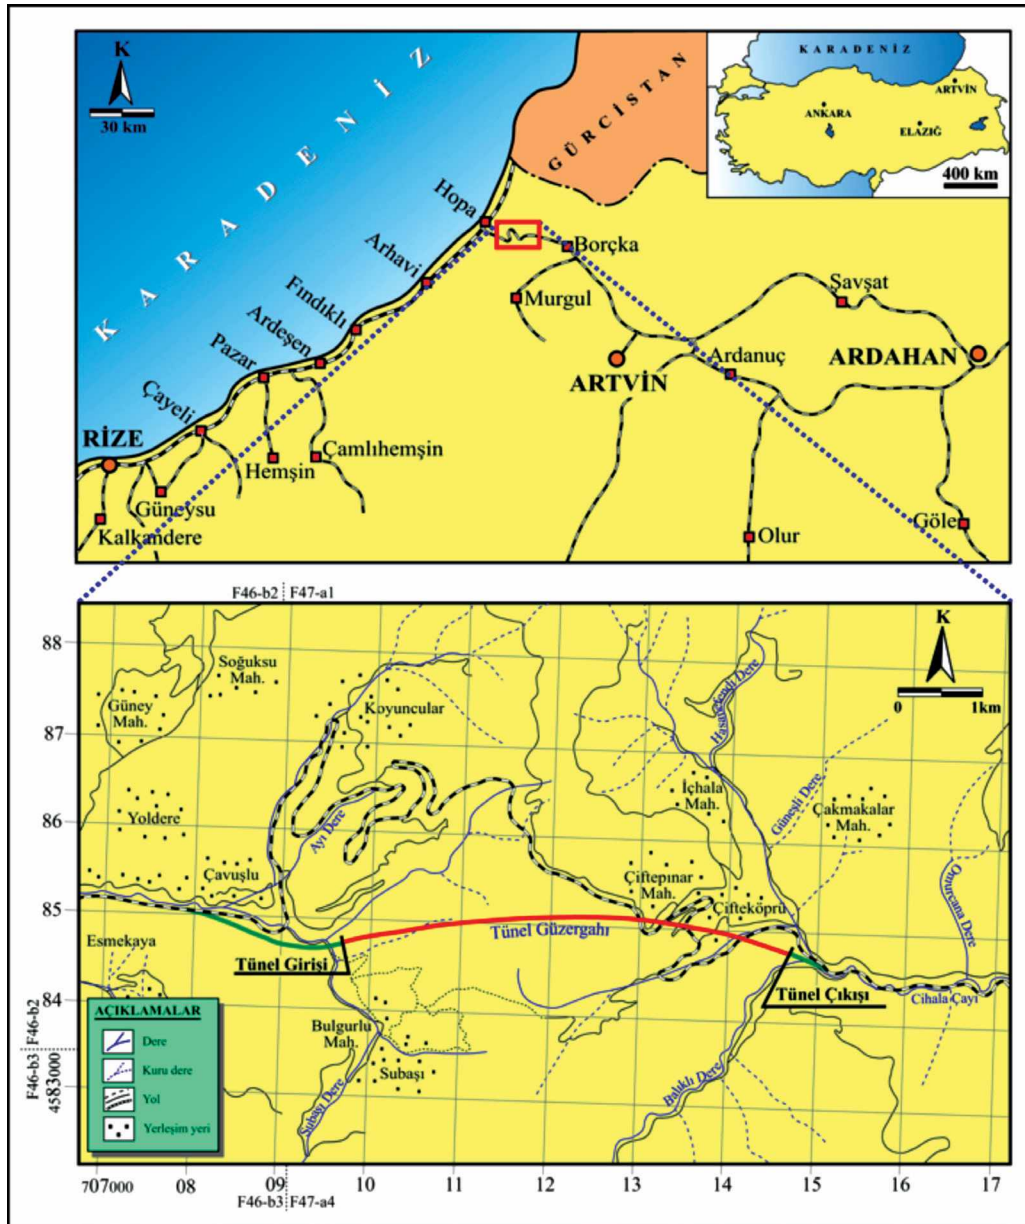 K
30 km
KARADENİZ
GÜRCİSTAN
KARADENİZ
ARTVİN
ANKARA
ELAZIĞ
400 km
Hopa
Borçka
Arhavi
Murgul
Şavşat
Fındıklı
Ardeşen
Pazar
ARTVİN
Ardanuç
ARDAHAN
Çayeli
RİZE
Hemşin
Çamlıhemşin
Güneysu
Kalkandere
Olur
Göle
F46-b2 F47-a1
88
87
86
85
84
4583000
F46-b2
F46-b3
K
0 1km
Soğuksu
Mah.
Güney
Mah.
Koyuncular
Hasanefendi Dere
Yoldere
Ayı Dere
İçhala
Mah.
Güneşli Dere
Çakmakalar
Mah.
Çavuşlu
Çiftepınar
Mah.
Çifteköprü
Esmekaya
Tünel Girişi
Tünel Güzergahı
Tünel Çıkışı
Cihala Çayı
Bulgurlu
Mah.
Subaşı
Subaşı Dere
Balıklı Dere
AÇIKLAMALAR
Dere
Kuru dere
Yol
Yerleşim yeri
707000 08 09 10 11 12 13 14 15 16 17
F46-b3 F47-a4